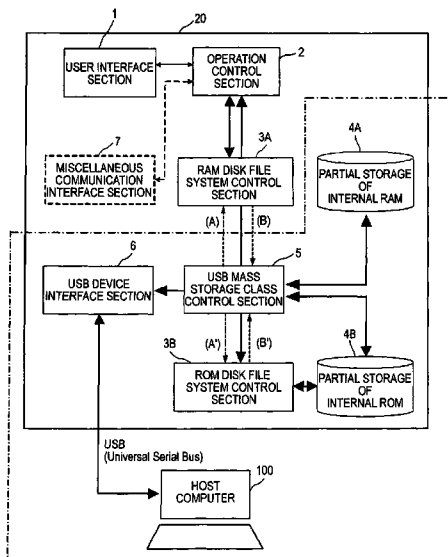 20
1
USER INTERFACE
SECTION
2
OPERATION
CONTROL
SECTION
7
MISCELLANEOUS
COMMUNICATION
INTERFACE SECTION
3A
RAM DISK FILE
SYSTEM CONTROL
SECTION
4A
PARTIAL STORAGE
OF
INTERNAL RAM
(A)
(B)
6
USB DEVICE
INTERFACE SECTION
5
USB MASS
STORAGE CLASS
CONTROL SECTION
(A')
(B')
3B
ROM DISK FILE
SYSTEM CONTROL
SECTION
4B
PARTIAL STORAGE
OF
INTERNAL ROM
USB
(Universal Serial Bus)
HOST
COMPUTER
100